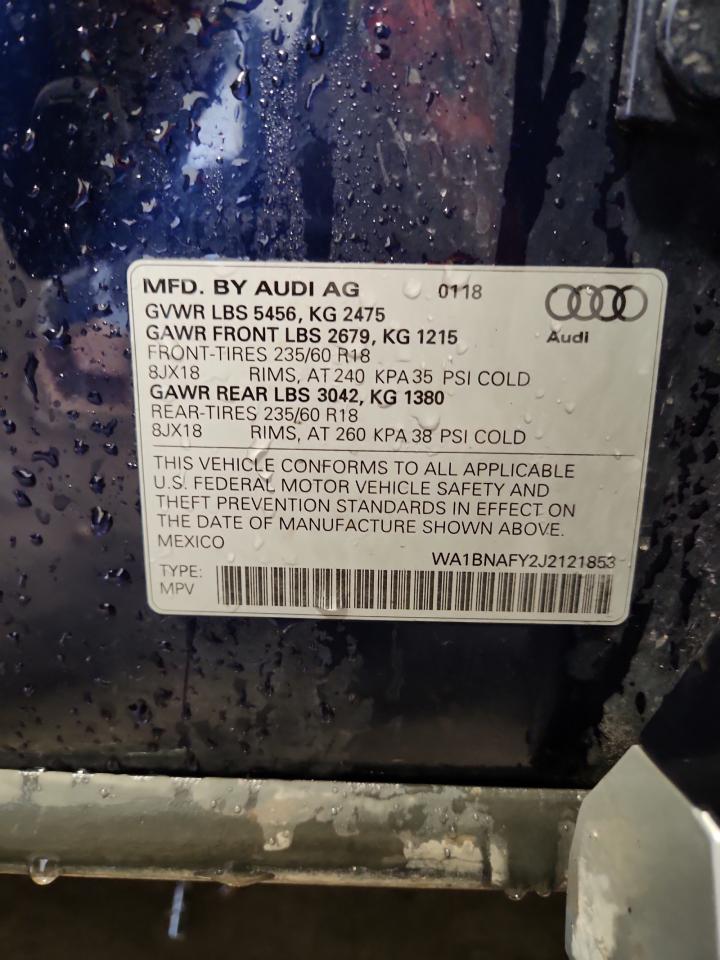 MFD. BY AUDI AG 0118
GVWR LBS 5456, KG 2475
GAWR FRONT LBS 2679, KG 1215
FRONT-TIRES 235/60 R18
8JX18 RIMS, AT 240 KPA 35 PSI COLD
GAWR REAR LBS 3042, KG 1380
REAR-TIRES 235/60 R18
8JX18 RIMS, AT 260 KPA 38 PSI COLD
Audi
THIS VEHICLE CONFORMS TO ALL APPLICABLE
U.S. FEDERAL MOTOR VEHICLE SAFETY AND
THEFT PREVENTION STANDARDS IN EFFECT ON
THE DATE OF MANUFACTURE SHOWN ABOVE.
MEXICO
WA1BNAFY2J2121853
TYPE:
MPV